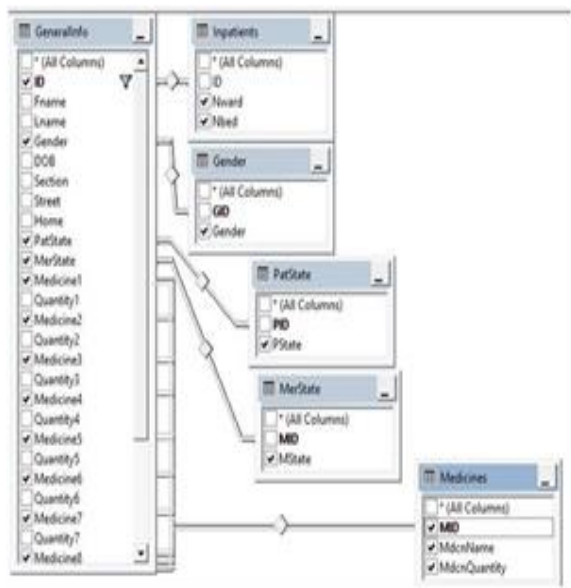 GeneralInfo
* (All Columns)
ID
Fname
Lname
Gender
DOB
Section
Street
Home
PatState
MerState
Medicine1
Quantity1
Medicine2
Quantity2
Medicine3
Quantity3
Medicine4
Quantity4
Medicine5
Quantity5
Medicine6
Quantity6
Medicine7
Quantity7
Medicine8
Inpatients
* (All Columns)
ID
Nward
Nbed
Gender
* (All Columns)
GID
Gender
PatState
* (All Columns)
PID
PState
MerState
* (All Columns)
MID
MState
Medicines
* (All Columns)
MID
MdcnName
MdcnQuantity